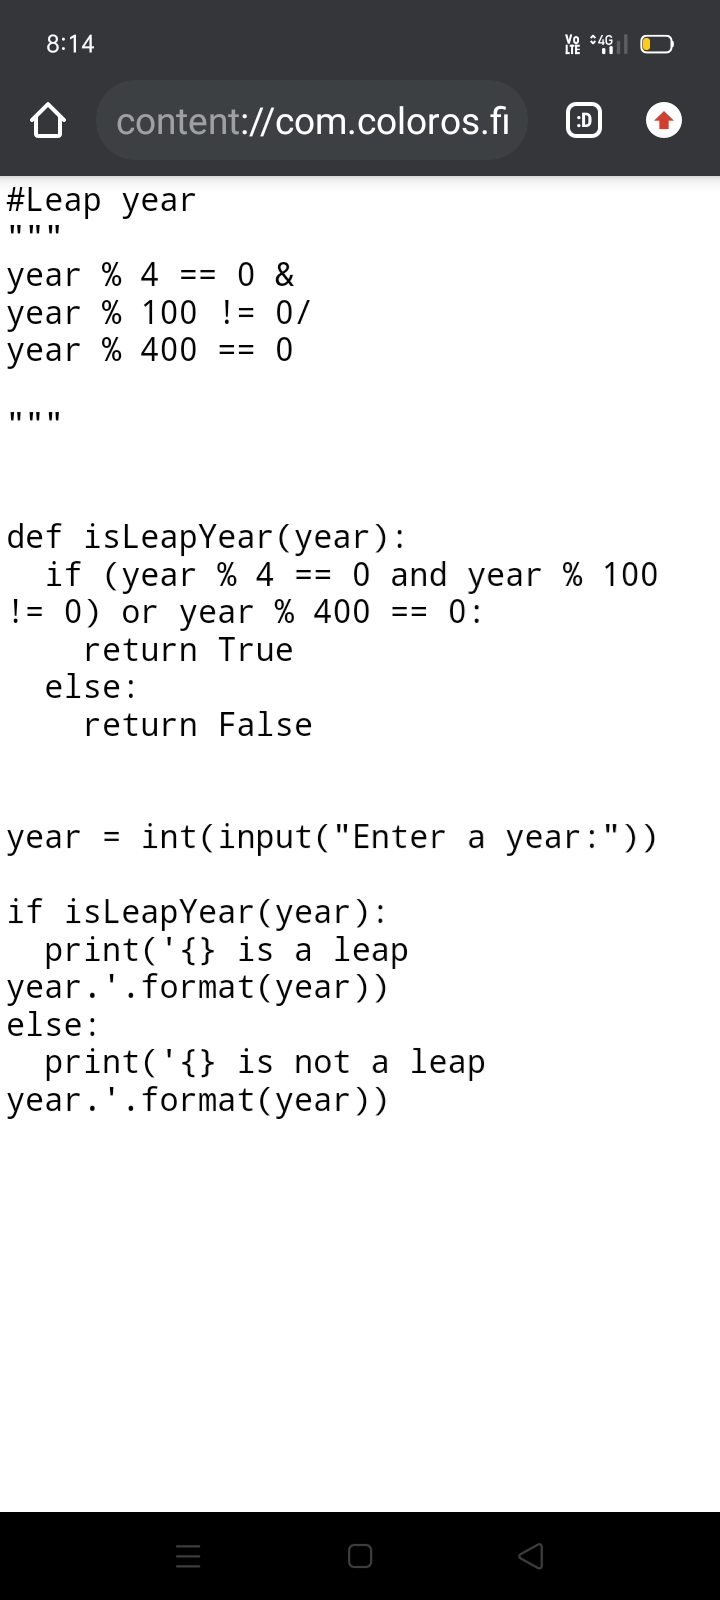 8:14
Vo LTE 4G
content://com.coloros.fi
:D
#Leap year
"""
year % 4 == 0 &
year % 100 != 0/
year % 400 == 0
"""
def isLeapYear(year):
  if (year % 4 == 0 and year % 100
!= 0) or year % 400 == 0:
    return True
  else:
    return False
year = int(input("Enter a year:"))
if isLeapYear(year):
  print('{} is a leap
year.'.format(year))
else:
  print('{} is not a leap
year.'.format(year))